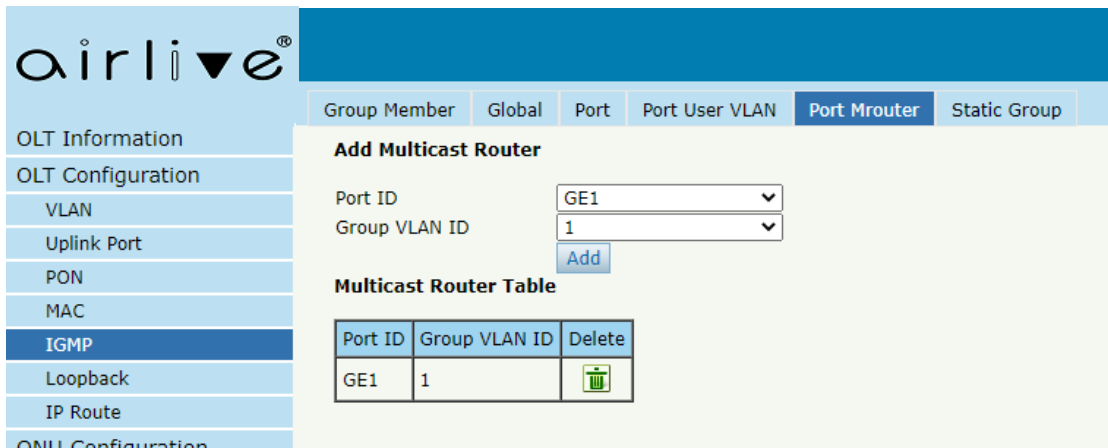 airlive®
Group Member Global Port Port User VLAN Port Mrouter Static Group
OLT Information
OLT Configuration
VLAN
Uplink Port
PON
MAC
IGMP
Loopback
IP Route
ONU Configuration
Add Multicast Router
Port ID GE1
Group VLAN ID 1
Add
Multicast Router Table
Port ID Group VLAN ID Delete
GE1 1